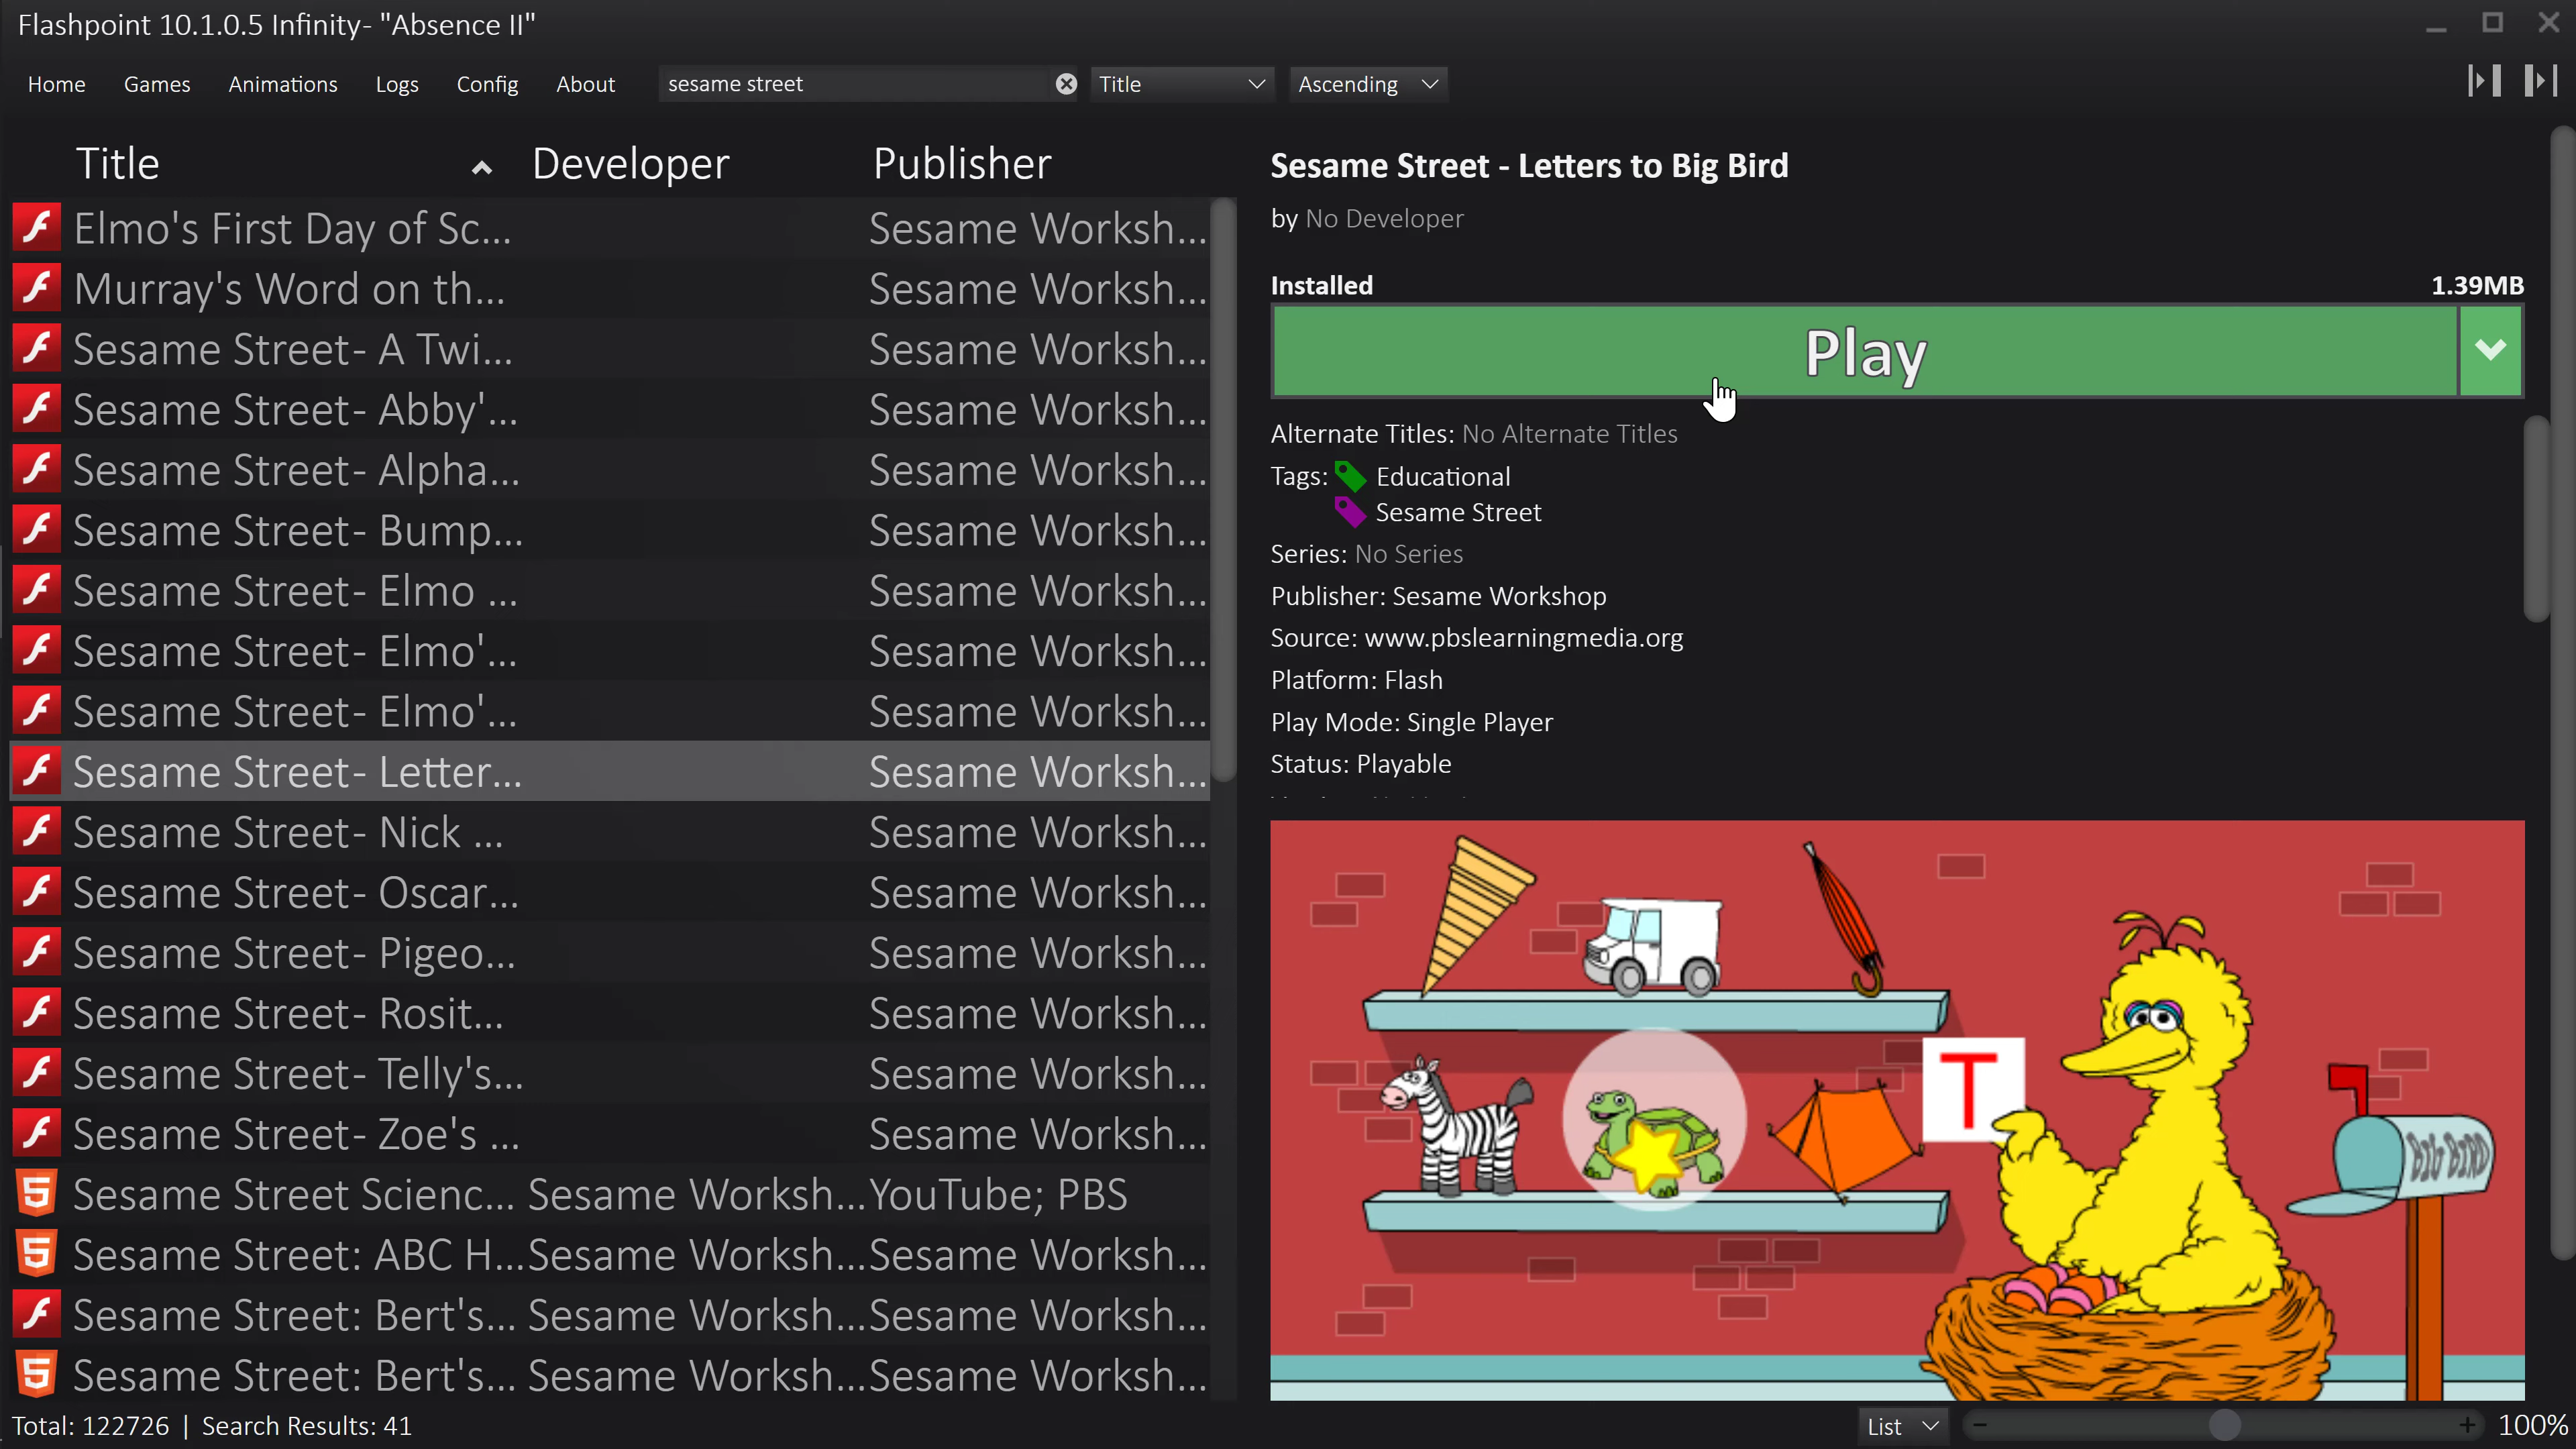 Flashpoint 10.1.0.5 Infinity- "Absence II"
Home Games Animations Logs Config About sesame street Title Ascending
Title Developer Publisher
Elmo's First Day of Sc... Sesame Worksh...
Murray's Word on th... Sesame Worksh...
Sesame Street- A Twi... Sesame Worksh...
Sesame Street- Abby'... Sesame Worksh...
Sesame Street- Alpha... Sesame Worksh...
Sesame Street- Bump... Sesame Worksh...
Sesame Street- Elmo ... Sesame Worksh...
Sesame Street- Elmo'... Sesame Worksh...
Sesame Street- Elmo'... Sesame Worksh...
Sesame Street- Letter... Sesame Worksh...
Sesame Street- Nick ... Sesame Worksh...
Sesame Street- Oscar... Sesame Worksh...
Sesame Street- Pigeo... Sesame Worksh...
Sesame Street- Rosit... Sesame Worksh...
Sesame Street- Telly's... Sesame Worksh...
Sesame Street- Zoe's ... Sesame Worksh...
Sesame Street Scienc... Sesame Worksh... YouTube; PBS
Sesame Street: ABC H... Sesame Worksh... Sesame Worksh...
Sesame Street: Bert's... Sesame Worksh... Sesame Worksh...
Sesame Street: Bert's... Sesame Worksh... Sesame Worksh...
Sesame Street - Letters to Big Bird
by No Developer
Installed 1.39MB
Play
Alternate Titles: No Alternate Titles
Tags: Educational
Sesame Street
Series: No Series
Publisher: Sesame Workshop
Source: www.pbslearningmedia.org
Platform: Flash
Play Mode: Single Player
Status: Playable
T
BIG BIRD
Total: 122726 | Search Results: 41
List 100%